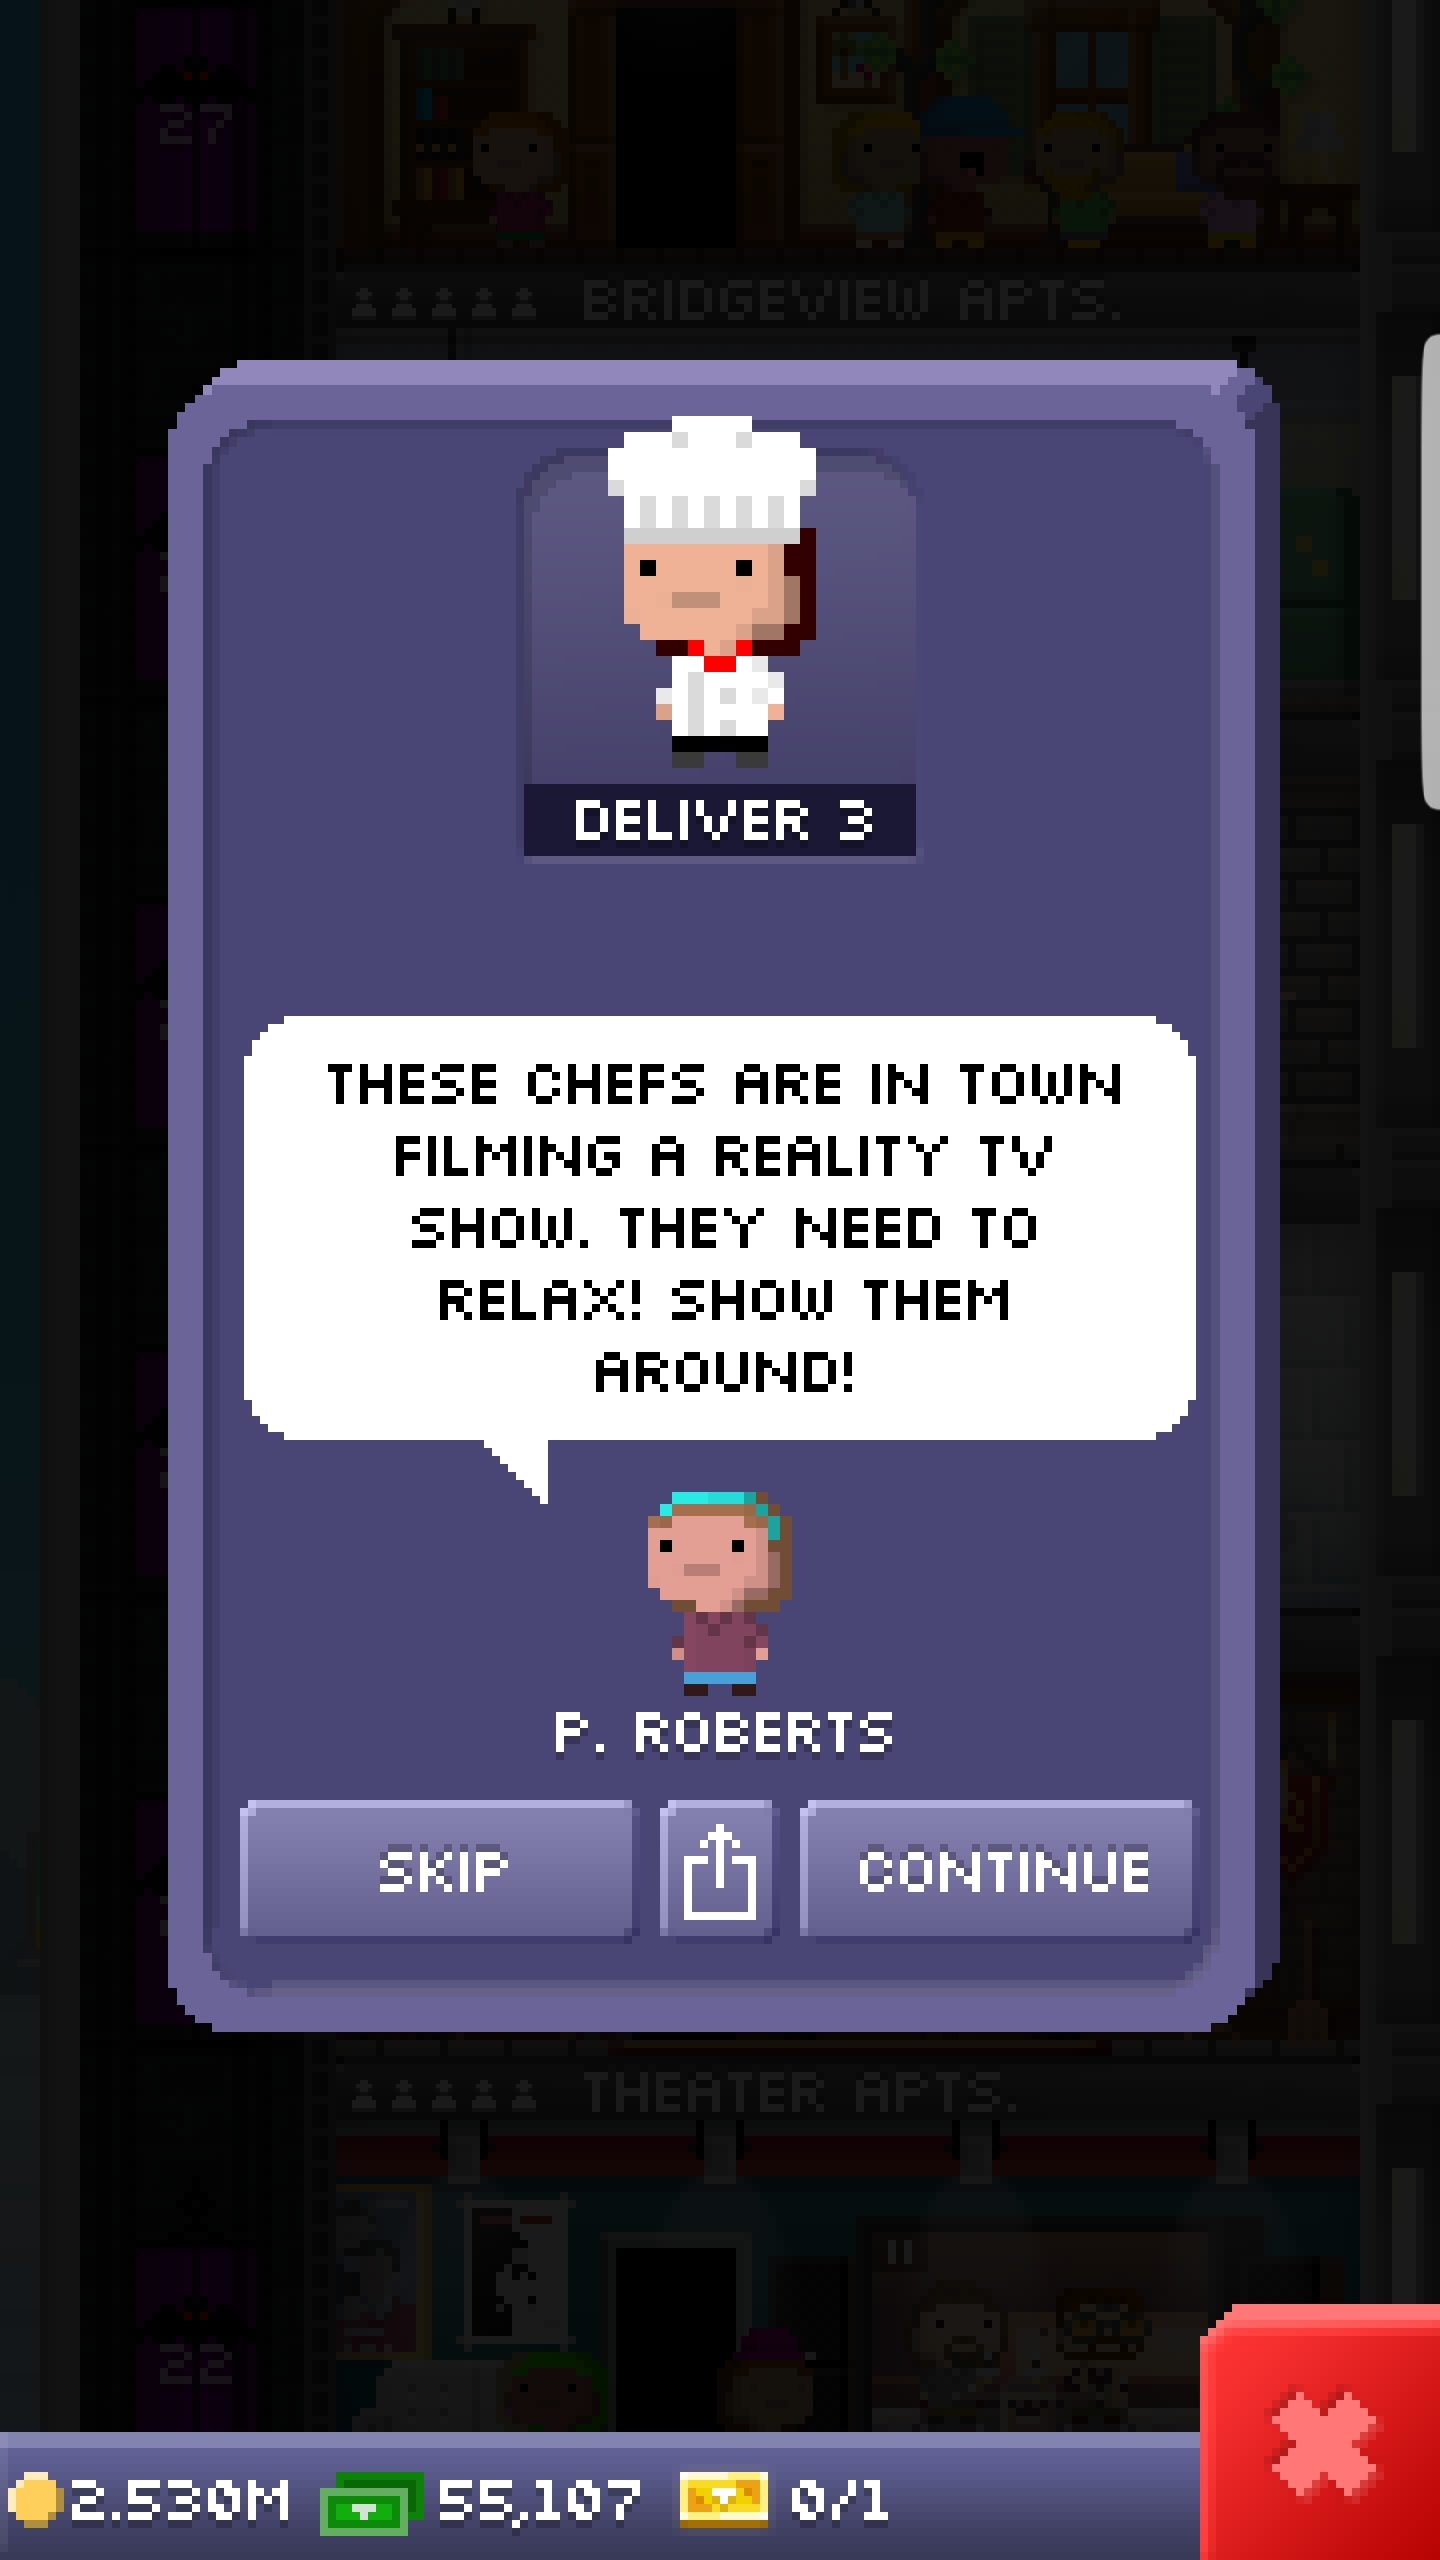 27
BRIDGEVIEW APTS.
DELIVER 3
THESE CHEFS ARE IN TOWN
FILMING A REALITY TV
SHOW. THEY NEED TO
RELAX! SHOW THEM
AROUND!
P. ROBERTS
SKIP
CONTINUE
THEATER APTS.
22
2.530M
55,107
0/1